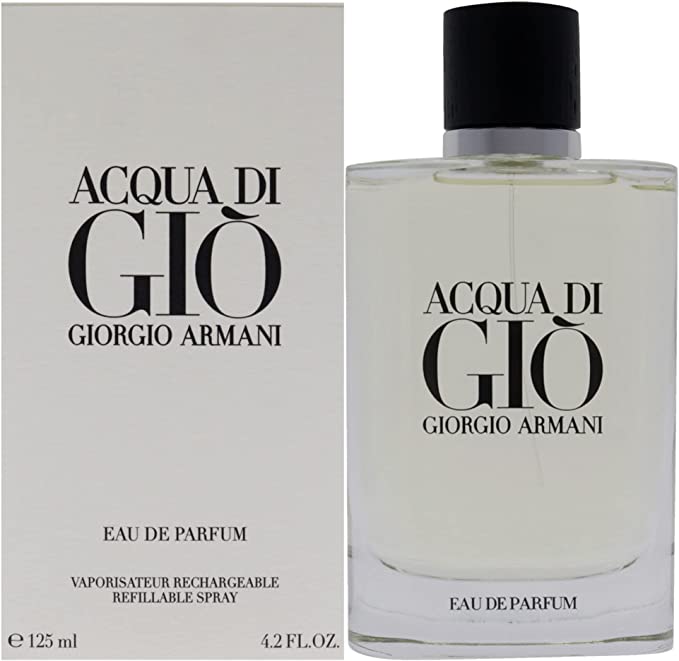 ACQUA DI
GIÒ
GIORGIO ARMANI
EAU DE PARFUM
VAPORISATEUR RECHARGEABLE
REFILLABLE SPRAY
℮ 125 ml 4.2 FL.OZ.
ACQUA DI
GIÒ
GIORGIO ARMANI
EAU DE PARFUM